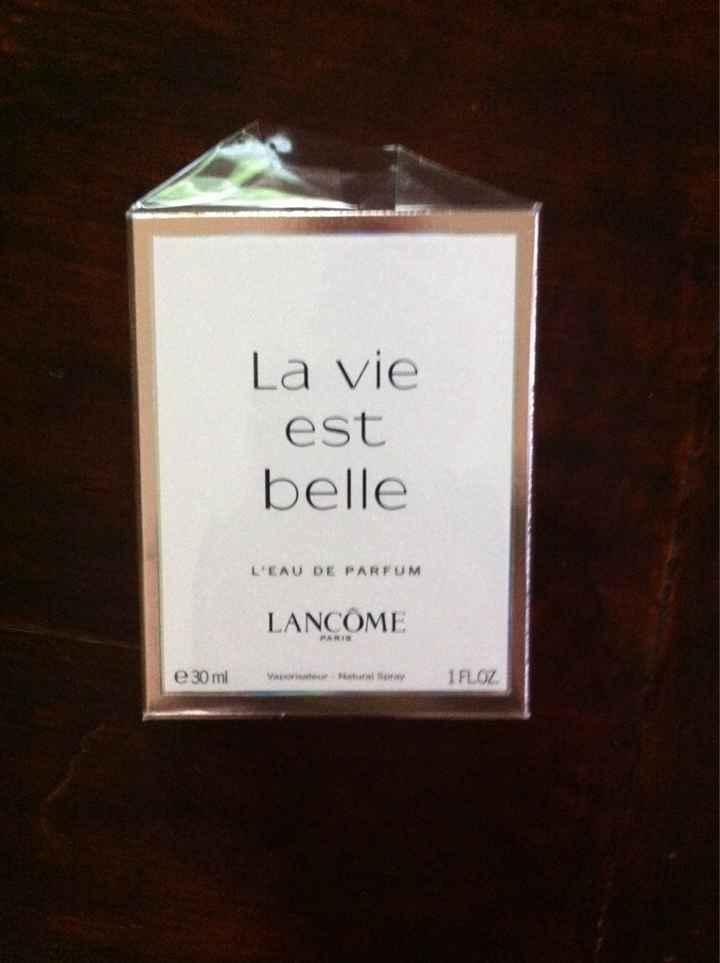 La vie
est
belle
L'EAU DE PARFUM
LANCÔME
PARIS
℮ 30 ml Vaporisateur - Natural Spray 1 FL.OZ.